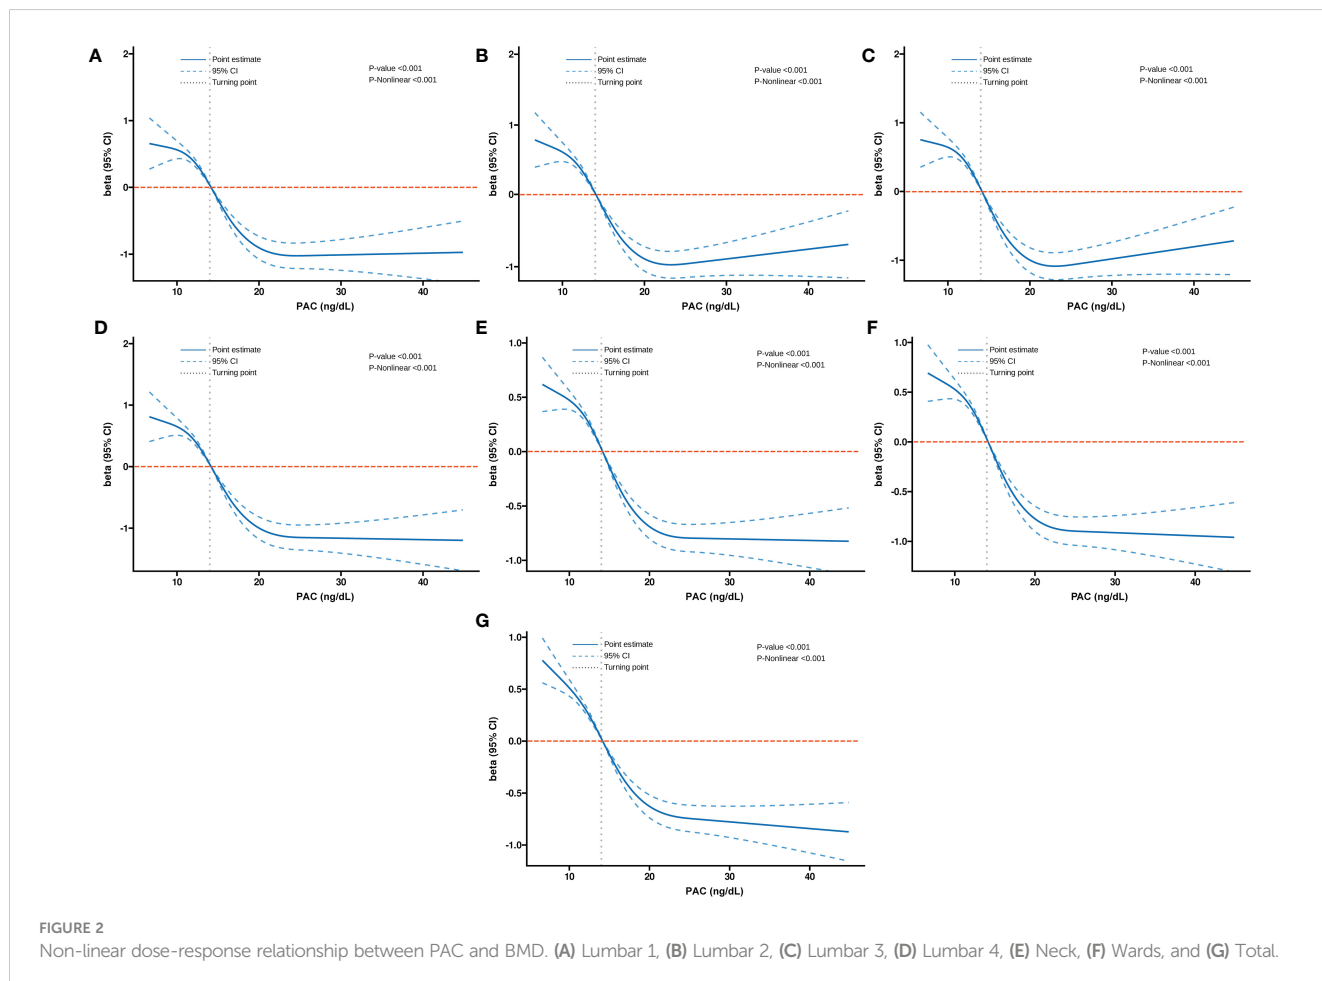 A
2
1
0
-1
beta (95% CI)
Point estimate
95% CI
Turning point
P-value <0.001
P-Nonlinear <0.001
10
20
30
40
PAC (ng/dL)
B
2
1
0
-1
beta (95% CI)
Point estimate
95% CI
Turning point
P-value <0.001
P-Nonlinear <0.001
10
20
30
40
PAC (ng/dL)
C
2
1
0
-1
beta (95% CI)
Point estimate
95% CI
Turning point
P-value <0.001
P-Nonlinear <0.001
10
20
30
40
PAC (ng/dL)
D
2
1
0
-1
beta (95% CI)
Point estimate
95% CI
Turning point
P-value <0.001
P-Nonlinear <0.001
10
20
30
40
PAC (ng/dL)
E
1.0
0.5
0.0
-0.5
-1.0
beta (95% CI)
Point estimate
95% CI
Turning point
P-value <0.001
P-Nonlinear <0.001
10
20
30
40
PAC (ng/dL)
F
1.0
0.5
0.0
-0.5
-1.0
beta (95% CI)
Point estimate
95% CI
Turning point
P-value <0.001
P-Nonlinear <0.001
10
20
30
40
PAC (ng/dL)
G
1.0
0.5
0.0
-0.5
-1.0
beta (95% CI)
Point estimate
95% CI
Turning point
P-value <0.001
P-Nonlinear <0.001
10
20
30
40
PAC (ng/dL)
FIGURE 2
Non-linear dose-response relationship between PAC and BMD. (A) Lumbar 1, (B) Lumbar 2, (C) Lumbar 3, (D) Lumbar 4, (E) Neck, (F) Wards, and (G) Total.